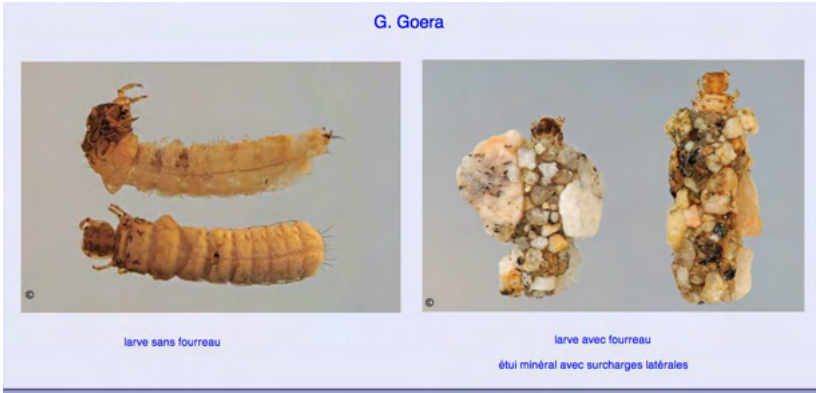 G. Goera
©
©
larve sans fourreau
larve avec fourreau
étui minéral avec surcharges latérales